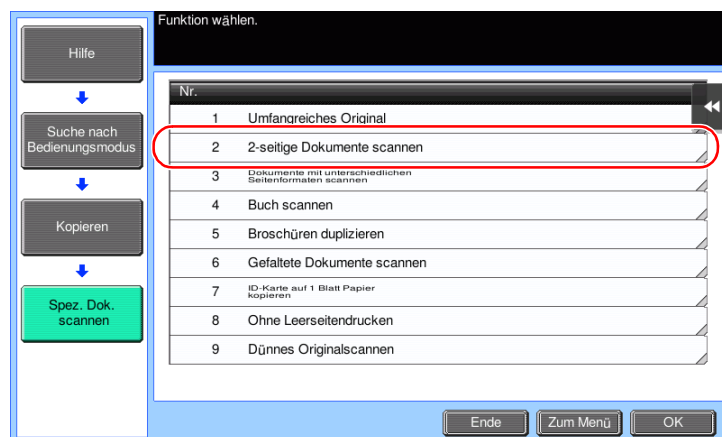 Funktion wählen.
Hilfe
Suche nach
Bedienungsmodus
Kopieren
Spez. Dok.
scannen
Nr.
1 Umfangreiches Original
2 2-seitige Dokumente scannen
3 Dokumente mit unterschiedlichen
Seitenformaten scannen
4 Buch scannen
5 Broschüren duplizieren
6 Gefaltete Dokumente scannen
7 ID-Karte auf 1 Blatt Papier
kopieren
8 Ohne Leerseitendrucken
9 Dünnes Originalscannen
Ende Zum Menü OK